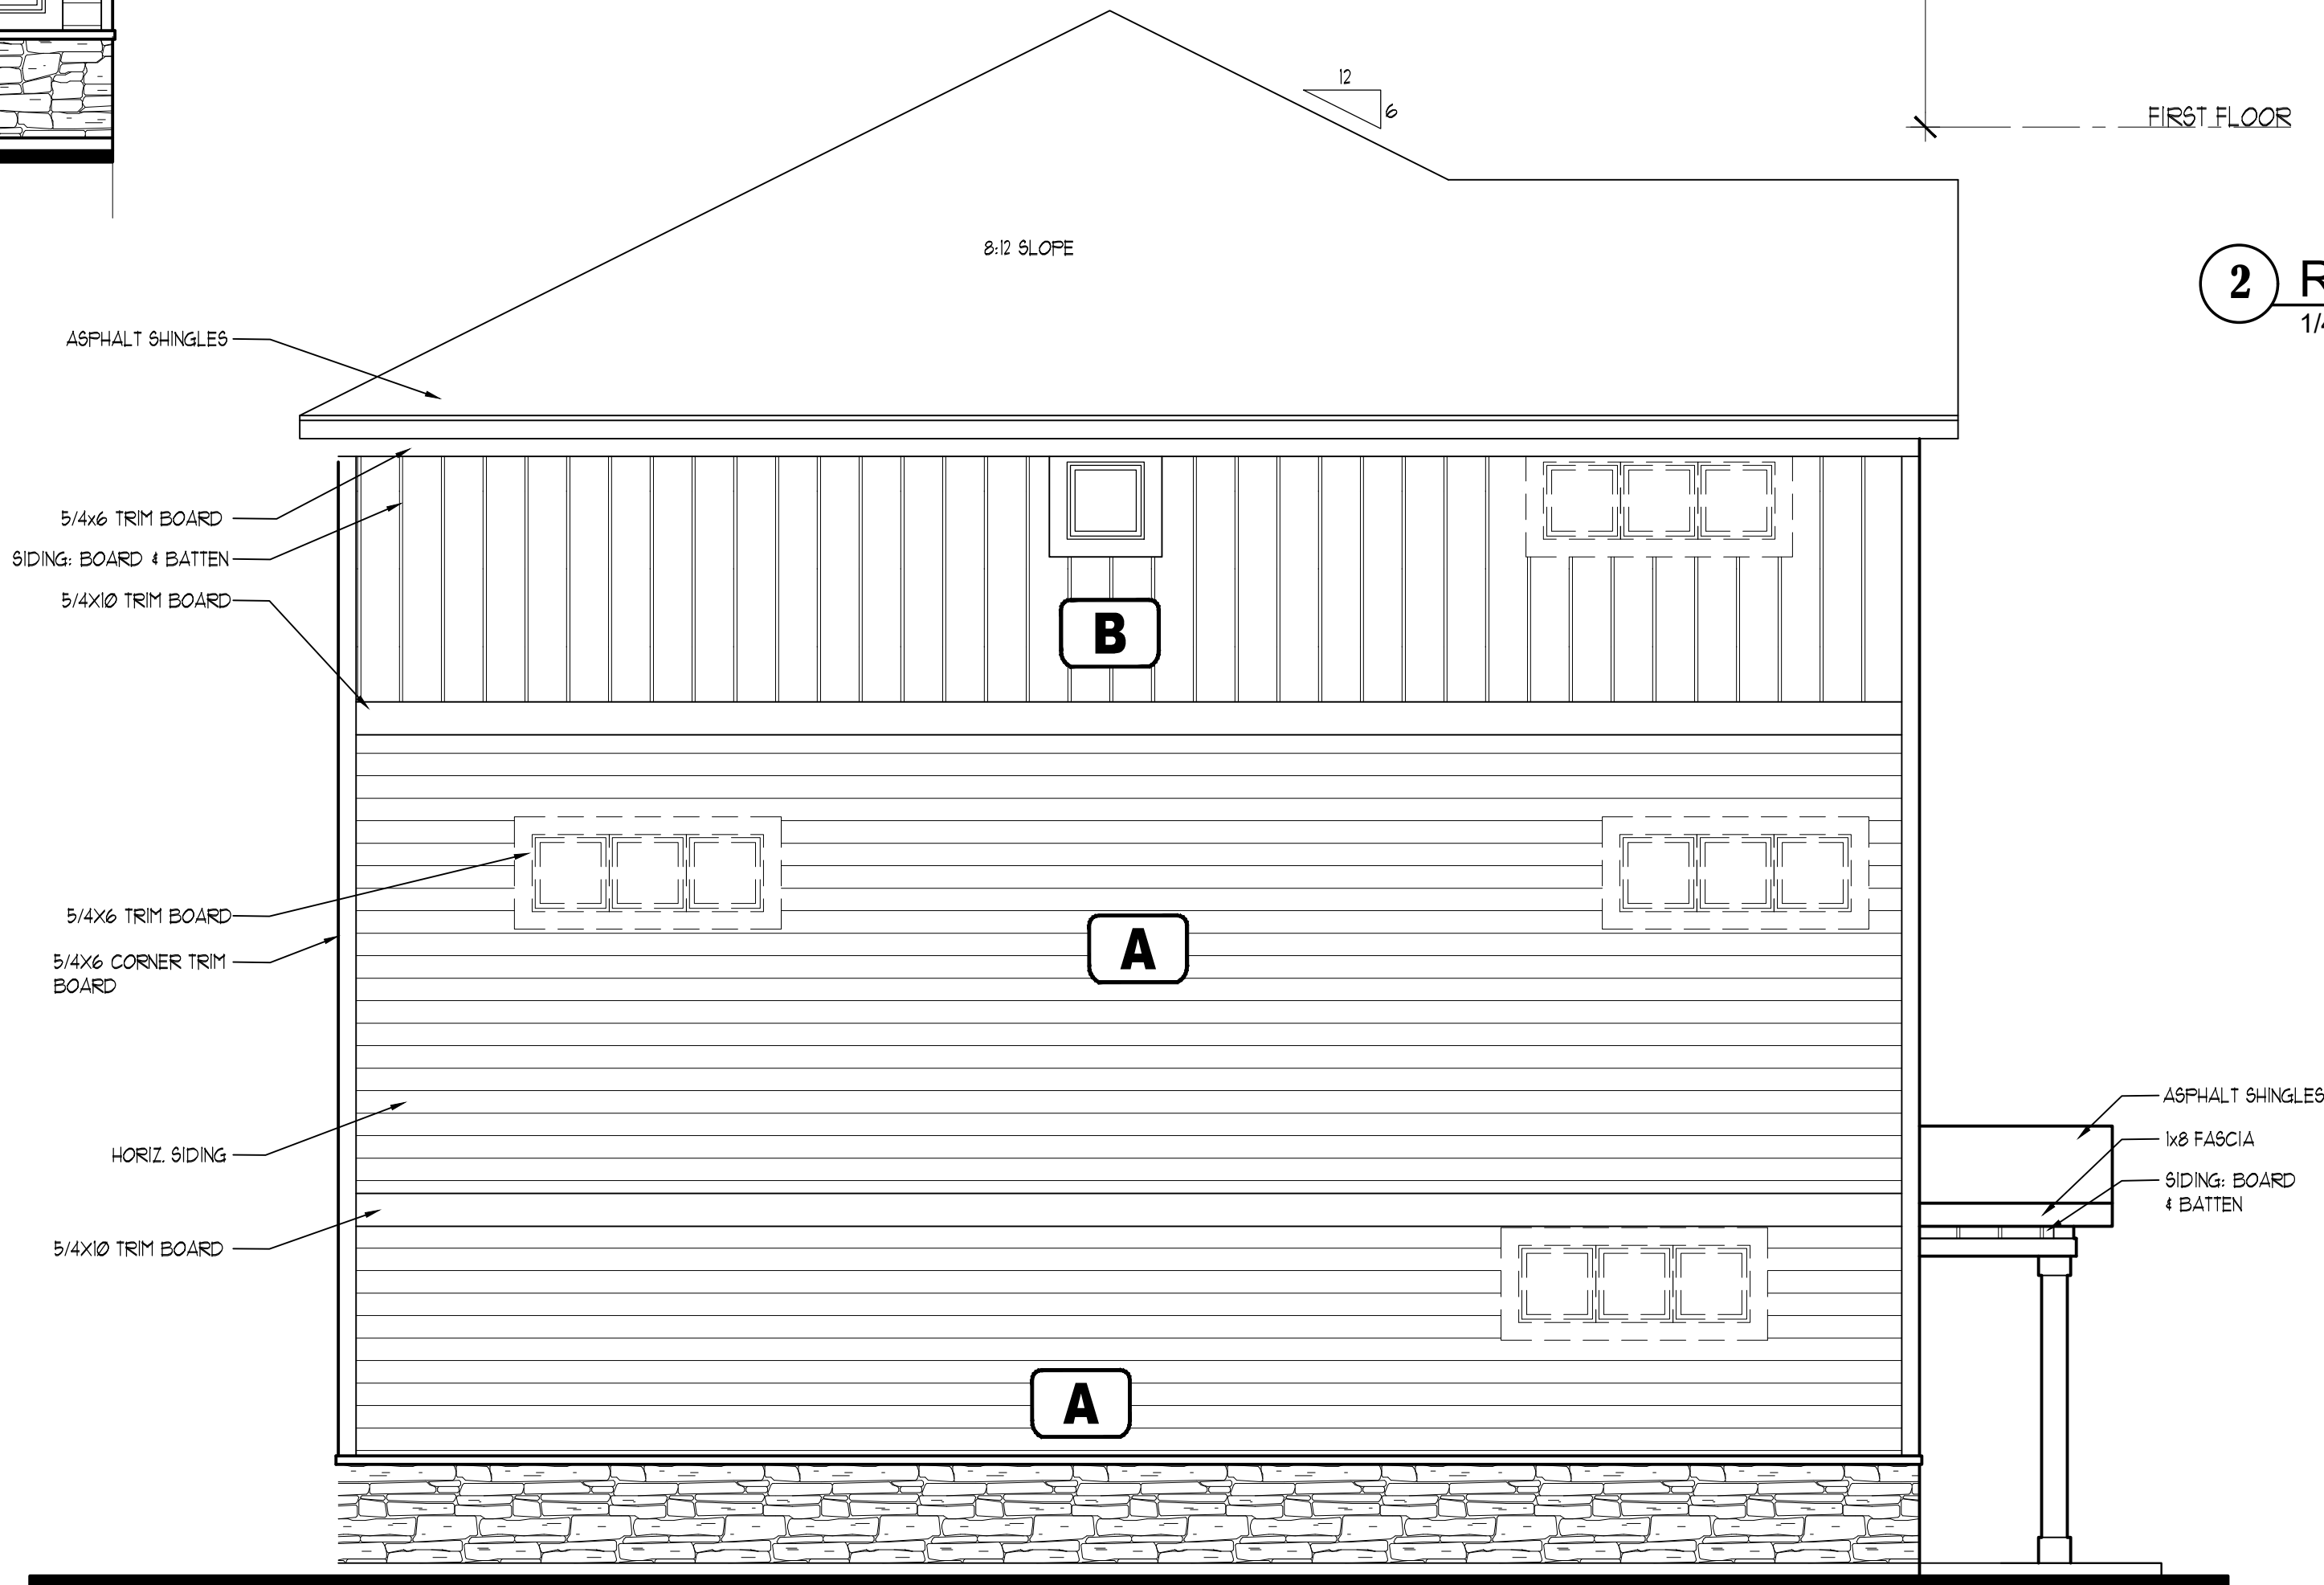 12
6
FIRST FLOOR
8:12 SLOPE
2
R
1/4
ASPHALT SHINGLES
5/4x6 TRIM BOARD
SIDING: BOARD & BATTEN
5/4X10 TRIM BOARD
B
5/4X6 TRIM BOARD
A
5/4X6 CORNER TRIM
BOARD
ASPHALT SHINGLES
1x8 FASCIA
HORIZ. SIDING
SIDING: BOARD
& BATTEN
5/4X10 TRIM BOARD
A